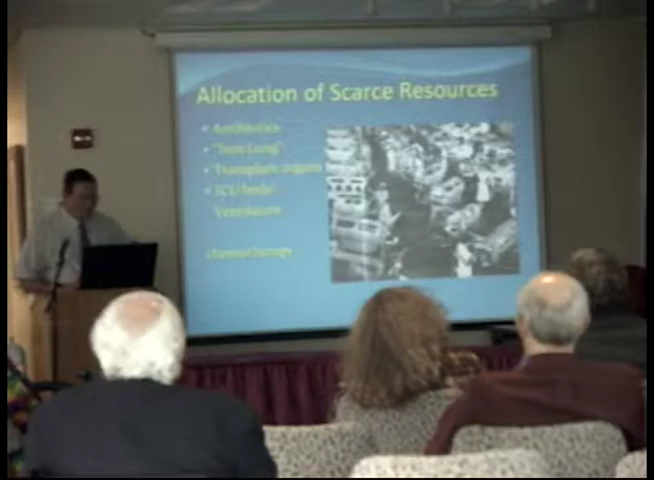 Allocation of Scarce Resources
• Antibiotics
• "Iron Lung"
• Transplant organs
• ICU beds/
Ventilators